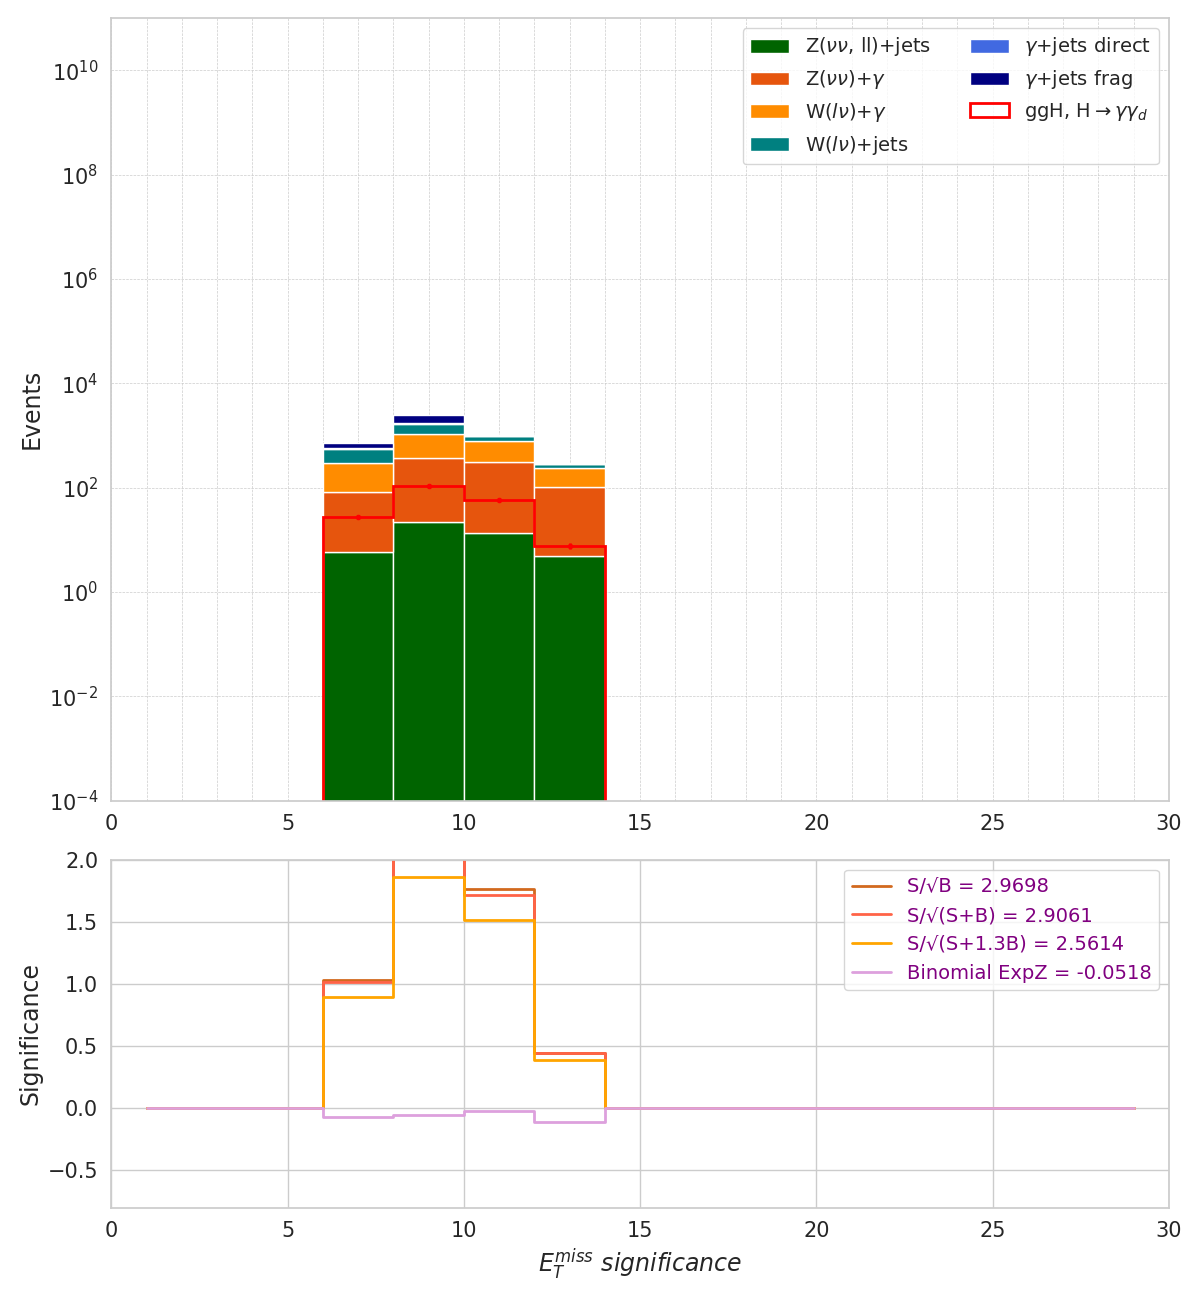 Z(νν, ll)+jets
Z(νν)+γ
W(lν)+γ
W(lν)+jets
γ+jets direct
γ+jets frag
ggH, H→γγ_d
Events
10^10
10^8
10^6
10^4
10^2
10^0
10^−2
10^−4
0 5 10 15 20 25 30
S/√B = 2.9698
S/√(S+B) = 2.9061
S/√(S+1.3B) = 2.5614
Binomial ExpZ = -0.0518
Significance
2.0
1.5
1.0
0.5
0.0
−0.5
0 5 10 15 20 25 30
E_T^miss significance